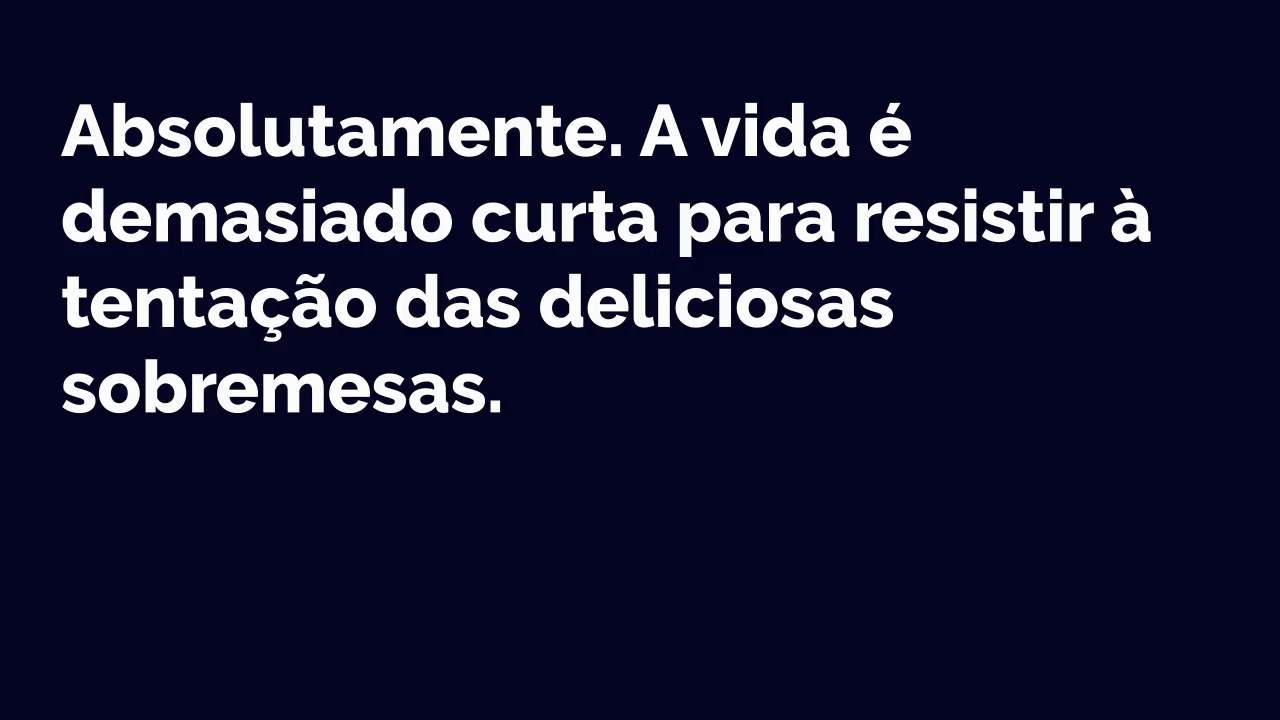 Absolutamente. A vida é
demasiado curta para resistir à
tentação das deliciosas
sobremesas.